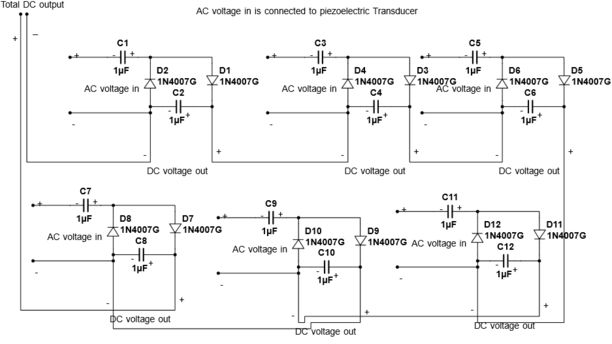 Total DC output
AC voltage in is connected to piezoelectric Transducer
+ −
+ C1 - + 1µF
D2 1N4007G
D1 1N4007G
AC voltage in
C2 - + 1µF
-
- +
DC voltage out
+ C3 - + 1µF
D4 1N4007G
D3 1N4007G
AC voltage in
C4 - + 1µF
-
- +
DC voltage out
+ C5 - + 1µF
D6 1N4007G
D5 1N4007G
AC voltage in
C6 - + 1µF
-
- +
DC voltage out
+ C7 - + 1µF
D8 1N4007G
D7 1N4007G
AC voltage in
C8 - + 1µF
-
- +
DC voltage out
+ C9 - + 1µF
D10 1N4007G
D9 1N4007G
AC voltage in
C10 - + 1µF
-
- +
DC voltage out
+ C11 - + 1µF
D12 1N4007G
D11 1N4007G
AC voltage in
C12 - + 1µF
-
- +
DC voltage out